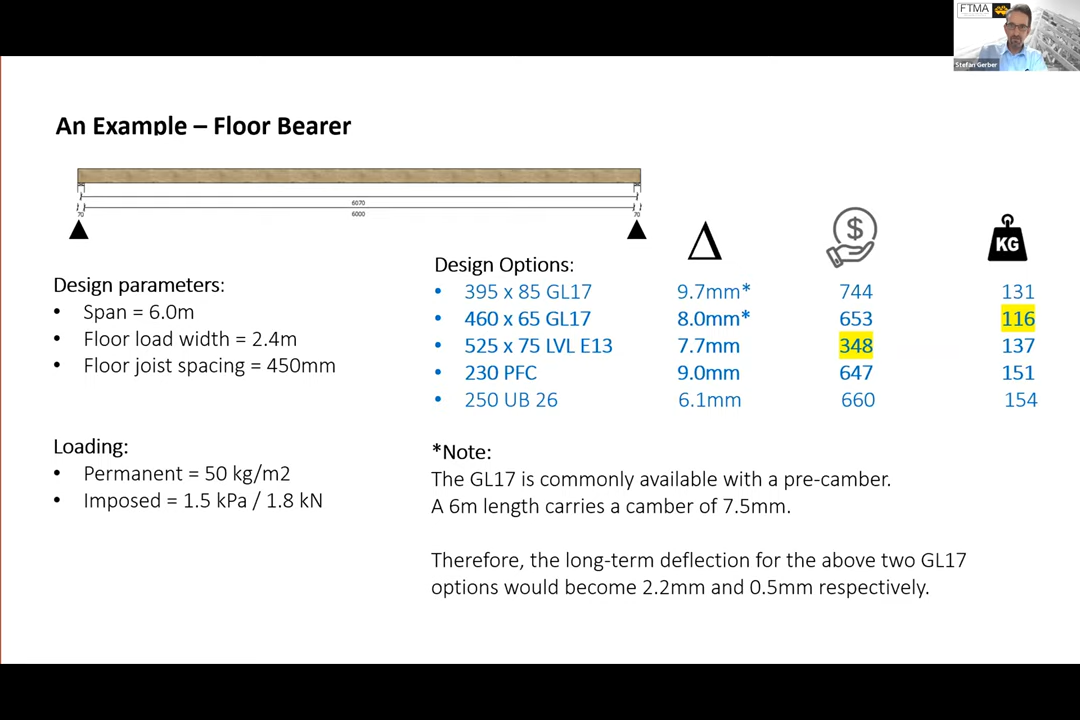 FTMA
Stefan Gerber
An Example – Floor Bearer
6070
70 6000 70
$
KG
Design parameters:
• Span = 6.0m
• Floor load width = 2.4m
• Floor joist spacing = 450mm
Loading:
• Permanent = 50 kg/m2
• Imposed = 1.5 kPa / 1.8 kN
Design Options: Δ
• 395 x 85 GL17 9.7mm* 744 131
• 460 x 65 GL17 8.0mm* 653 116
• 525 x 75 LVL E13 7.7mm 348 137
• 230 PFC 9.0mm 647 151
• 250 UB 26 6.1mm 660 154
*Note:
The GL17 is commonly available with a pre-camber.
A 6m length carries a camber of 7.5mm.
Therefore, the long-term deflection for the above two GL17
options would become 2.2mm and 0.5mm respectively.